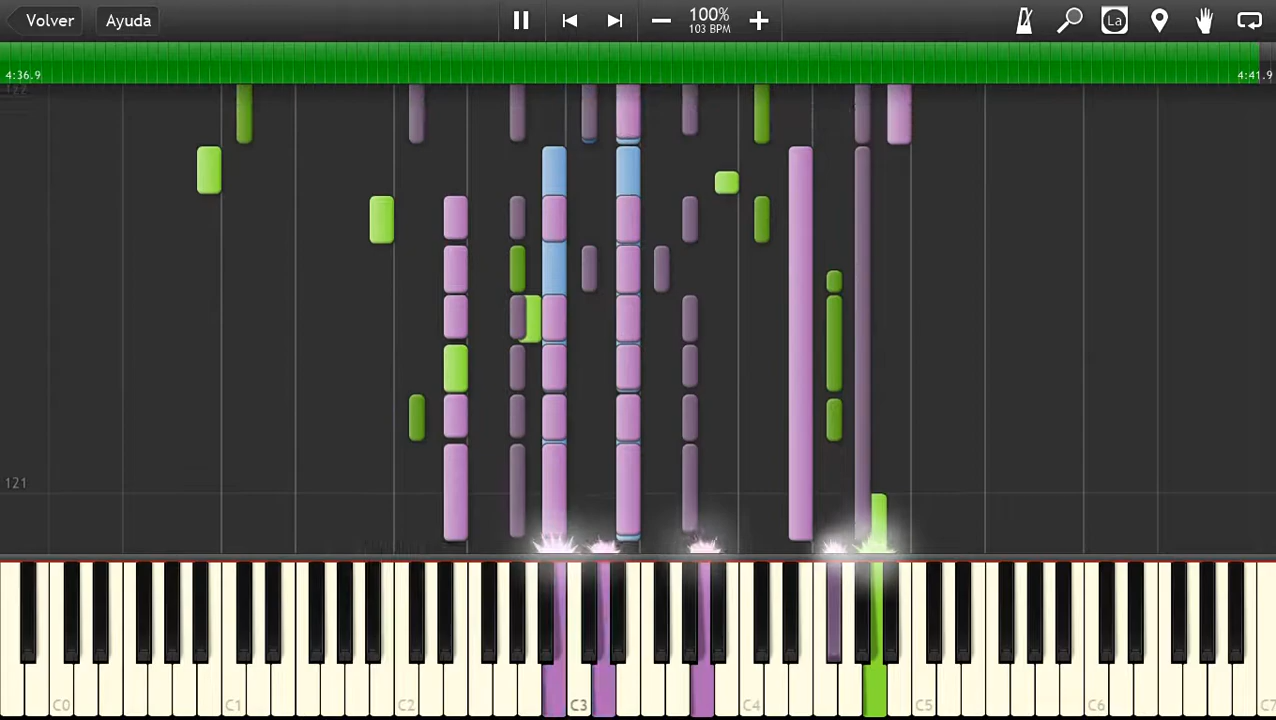 Volver
Ayuda
100%
103 BPM
La
4:36.9
4:41.9
121
C0
C1
C2
C3
C4
C5
C6
C7